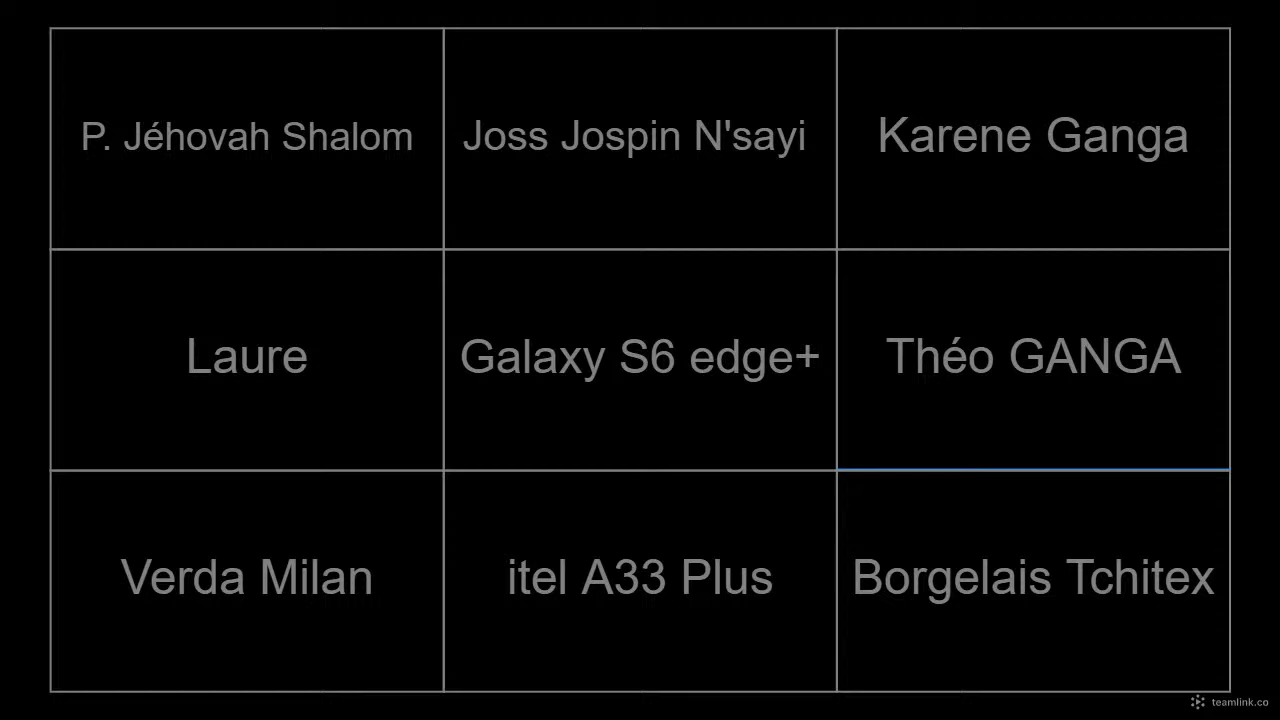 P. Jéhovah Shalom
Joss Jospin N'sayi
Karene Ganga
Laure
Galaxy S6 edge+
Théo GANGA
Verda Milan
itel A33 Plus
Borgelais Tchitex
teamlink.co